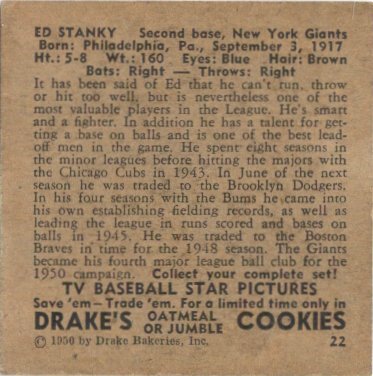 ED STANKY Second base, New York Giants
Born: Philadelphia, Pa., September 3, 1917
Ht.: 5-8 Wt.: 160 Eyes: Blue Hair: Brown
Bats: Right — Throws: Right
It has been said of Ed that he can't run, throw
or hit too well, but is nevertheless one of the
most valuable players in the League. He's smart
and a fighter. In addition he has a talent for get-
ting a base on balls and is one of the best lead-
off men in the game. He spent eight seasons in
the minor leagues before hitting the majors with
the Chicago Cubs in 1943. In June of the next
season he was traded to the Brooklyn Dodgers.
In his four seasons with the Bums he came into
his own establishing fielding records, as well as
leading the league in runs scored and bases on
balls in 1945. He was traded to the Boston
Braves in time for the 1948 season. The Giants
became his fourth major league ball club for the
1950 campaign. Collect your complete set!
TV BASEBALL STAR PICTURES
Save 'em—Trade 'em. For a limited time only in
DRAKE'S OATMEAL OR JUMBLE COOKIES
© 1950 by Drake Bakeries, Inc. 22